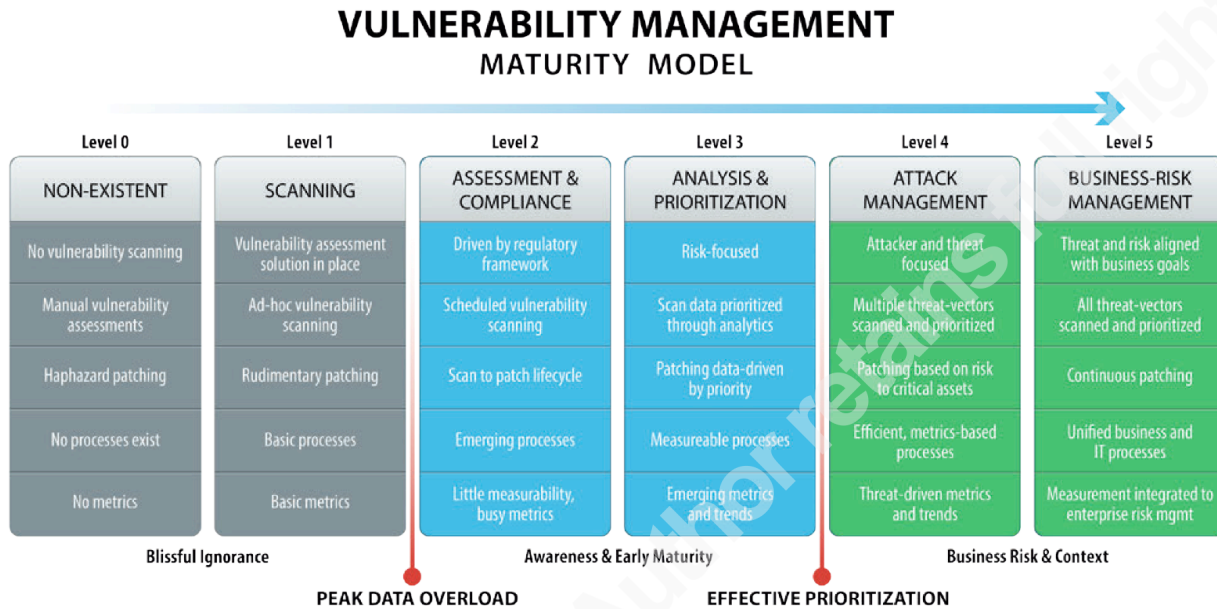 VULNERABILITY MANAGEMENT
MATURITY MODEL
Level 0
Level 1
Level 2
Level 3
Level 4
Level 5
NON-EXISTENT
SCANNING
ASSESSMENT &
COMPLIANCE
ANALYSIS &
PRIORITIZATION
ATTACK
MANAGEMENT
BUSINESS-RISK
MANAGEMENT
No vulnerability scanning
Vulnerability assessment
solution in place
Driven by regulatory
framework
Risk-focused
Attacker and threat
focused
Threat and risk aligned
with business goals
Manual vulnerability
assessments
Ad-hoc vulnerability
scanning
Scheduled vulnerability
scanning
Scan data prioritized
through analytics
Multiple threat-vectors
scanned and prioritized
All threat-vectors
scanned and prioritized
Haphazard patching
Rudimentary patching
Scan to patch lifecycle
Patching data-driven
by priority
Patching based on risk
to critical assets
Continuous patching
No processes exist
Basic processes
Emerging processes
Measureable processes
Efficient, metrics-based
processes
Unified business and
IT processes
No metrics
Basic metrics
Little measurability,
busy metrics
Emerging metrics
and trends
Threat-driven metrics
and trends
Measurement integrated to
enterprise risk mgmt
Blissful Ignorance
Awareness & Early Maturity
Business Risk & Context
PEAK DATA OVERLOAD
EFFECTIVE PRIORITIZATION
Author retains full